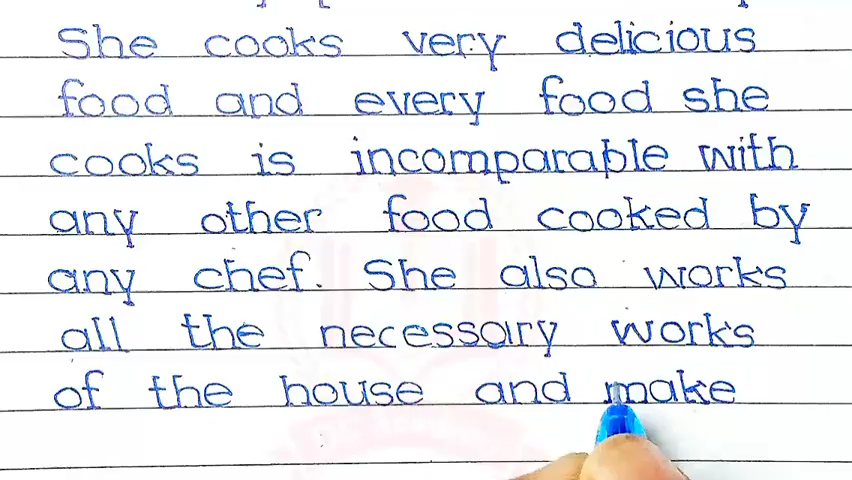 She cooks very delicious
food and every food she
cooks is incomparable with
any other food cooked by
any chef. She also works
all the necessary works
of the house and make